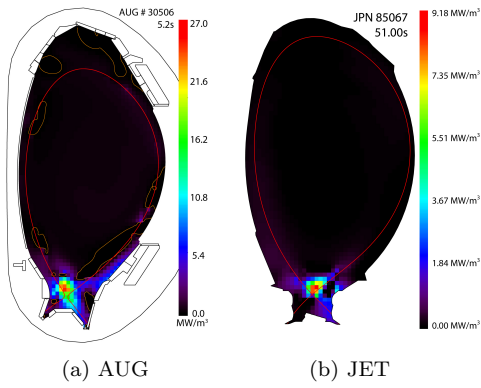 AUG # 30506
5.2s
27.0
21.6
16.2
10.8
5.4
0.0
MW/m³
(a) AUG
JPN 85067
51.00s
9.18 MW/m³
7.35 MW/m³
5.51 MW/m³
3.67 MW/m³
1.84 MW/m³
0.00 MW/m³
(b) JET